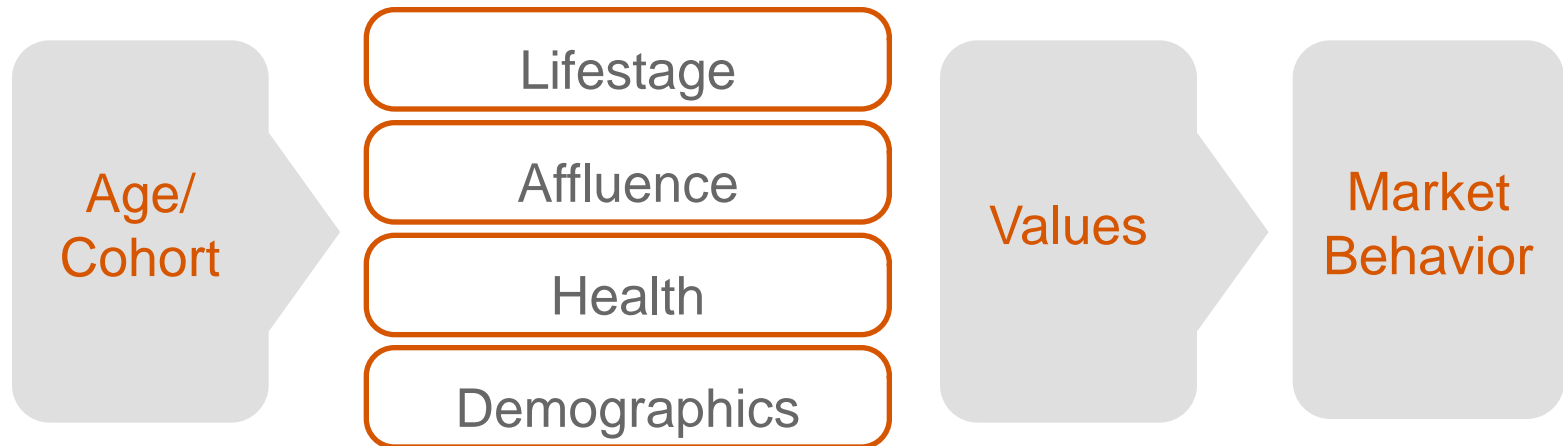 Age/
Cohort
Lifestage
Affluence
Health
Demographics
Values
Market
Behavior